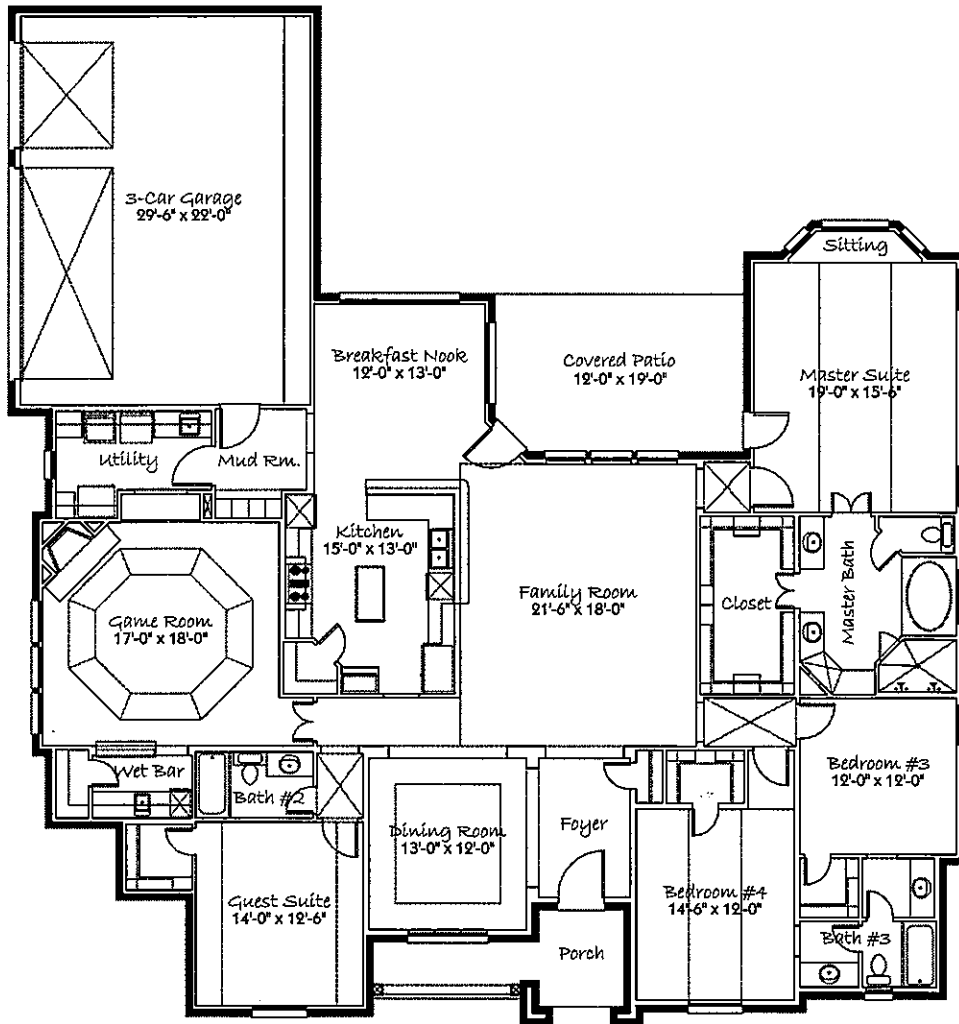 3-Car Garage
29'-6" x 22'-0"
Sitting
Breakfast Nook
12'-0" x 13'-0"
Covered Patio
12'-0" x 19'-0"
Master Suite
19'-0" x 15'-6"
Utility
Mud Rm.
Kitchen
15'-0" x 13'-0"
Family Room
21'-6" x 18'-0"
Closet
Master Bath
Game Room
17'-0" x 18'-0"
Wet Bar
Bath #2
Bedroom #3
12'-0" x 12'-0"
Dining Room
13'-0" x 12'-0"
Foyer
Guest Suite
14'-0" x 12'-6"
Bedroom #4
14'-6" x 12'-0"
Porch
Bath #3